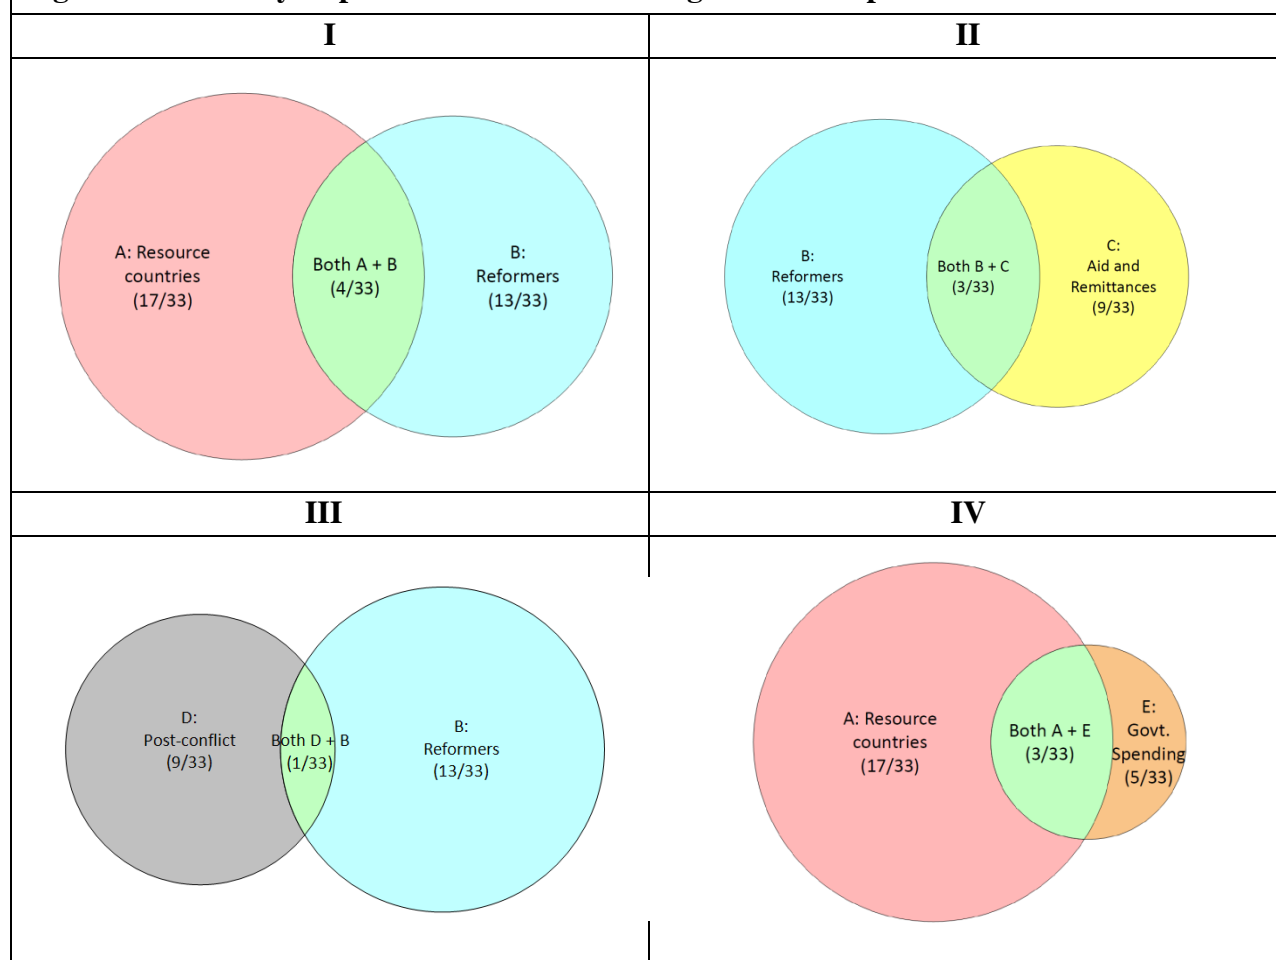 I
II
A: Resource
countries
(17/33)
Both A + B
(4/33)
B:
Reformers
(13/33)
B:
Reformers
(13/33)
Both B + C
(3/33)
C:
Aid and
Remittances
(9/33)
III
IV
D:
Post-conflict
(9/33)
Both D + B
(1/33)
B:
Reformers
(13/33)
A: Resource
countries
(17/33)
Both A + E
(3/33)
E:
Govt.
Spending
(5/33)